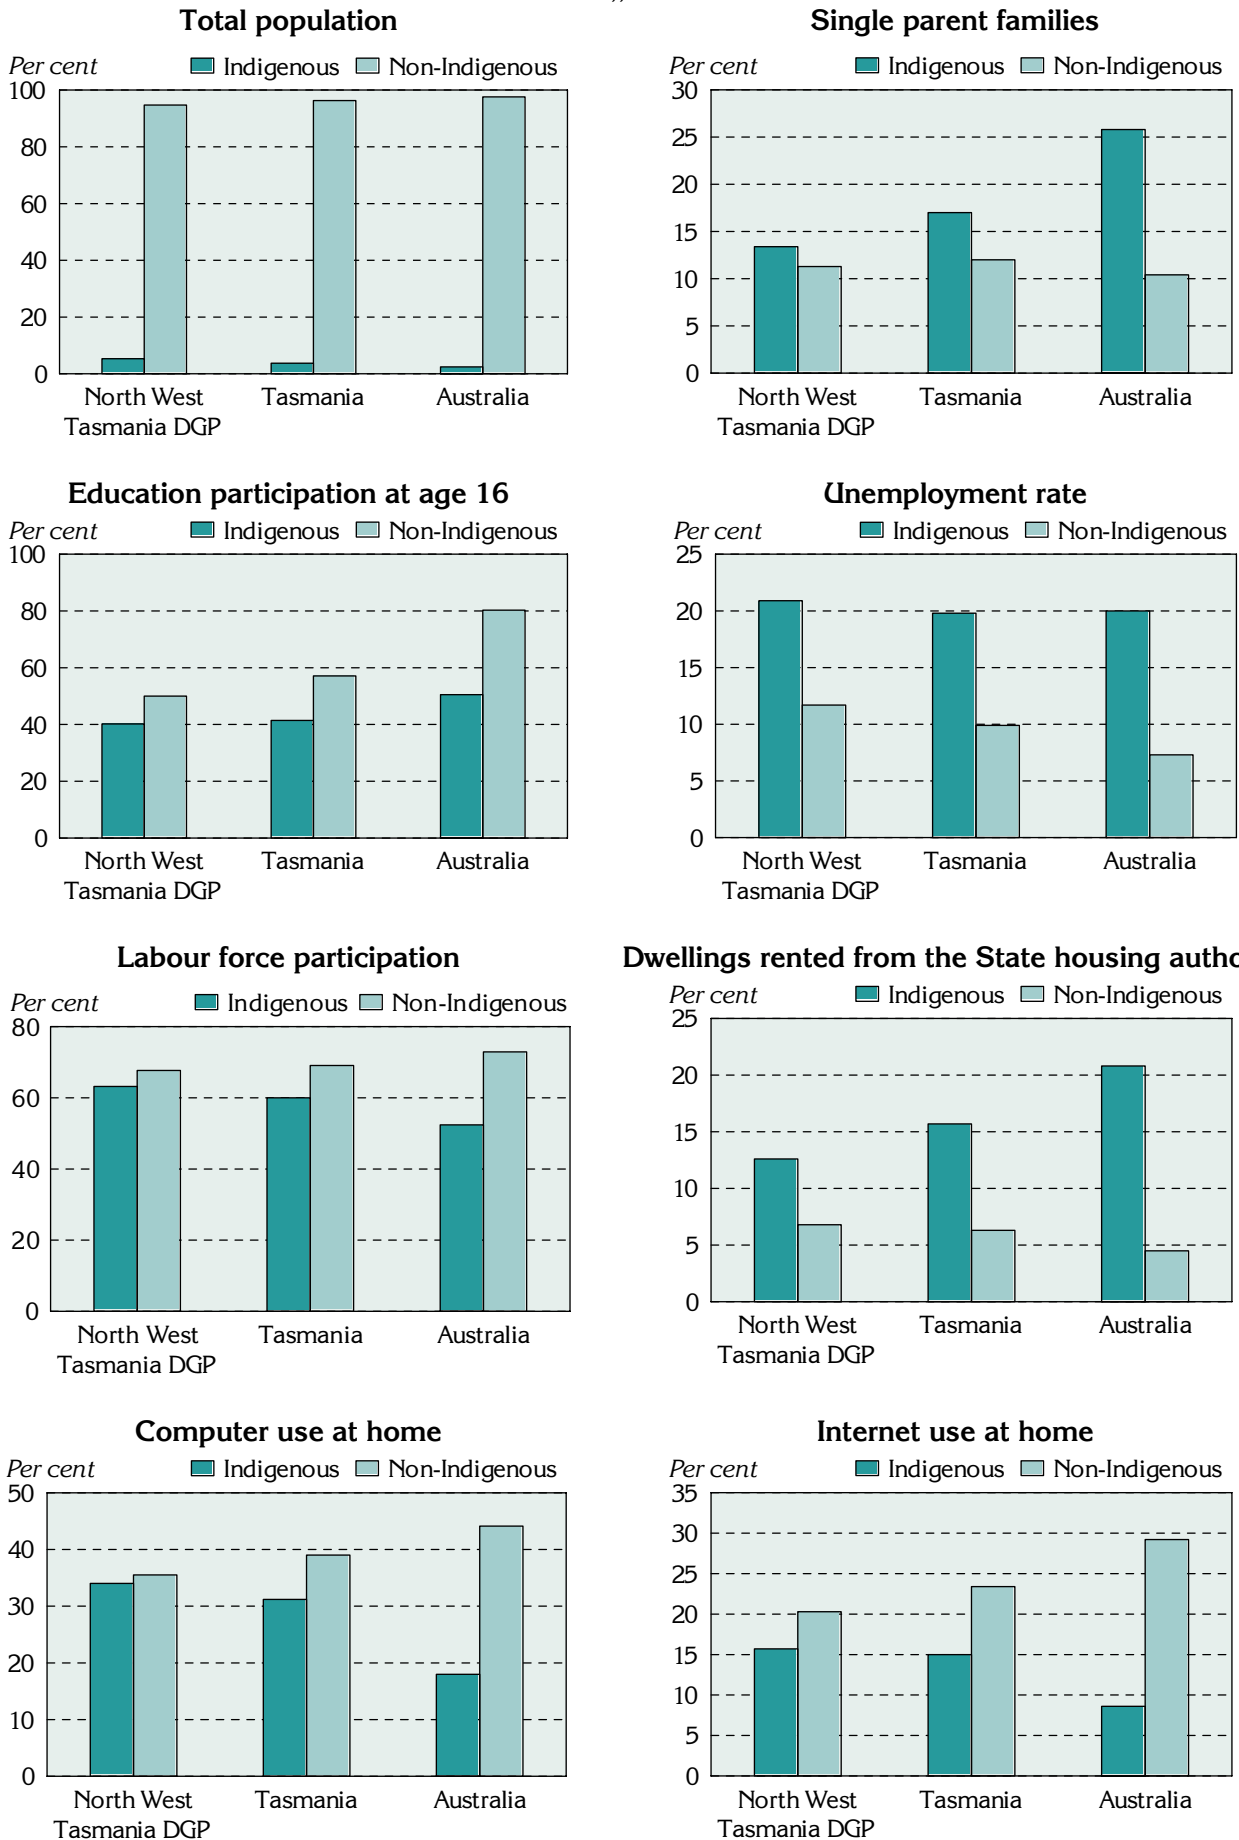 Total population
Per cent Indigenous Non-Indigenous
100
80
60
40
20
0
North West Tasmania Australia
Tasmania DGP
Single parent families
Per cent Indigenous Non-Indigenous
30
25
20
15
10
5
0
North West Tasmania Australia
Tasmania DGP
Education participation at age 16
Per cent Indigenous Non-Indigenous
100
80
60
40
20
0
North West Tasmania Australia
Tasmania DGP
Unemployment rate
Per cent Indigenous Non-Indigenous
25
20
15
10
5
0
North West Tasmania Australia
Tasmania DGP
Labour force participation
Per cent Indigenous Non-Indigenous
80
60
40
20
0
North West Tasmania Australia
Tasmania DGP
Dwellings rented from the State housing autho
Per cent Indigenous Non-Indigenous
25
20
15
10
5
0
North West Tasmania Australia
Tasmania DGP
Computer use at home
Per cent Indigenous Non-Indigenous
50
40
30
20
10
0
North West Tasmania Australia
Tasmania DGP
Internet use at home
Per cent Indigenous Non-Indigenous
35
30
25
20
15
10
5
0
North West Tasmania Australia
Tasmania DGP